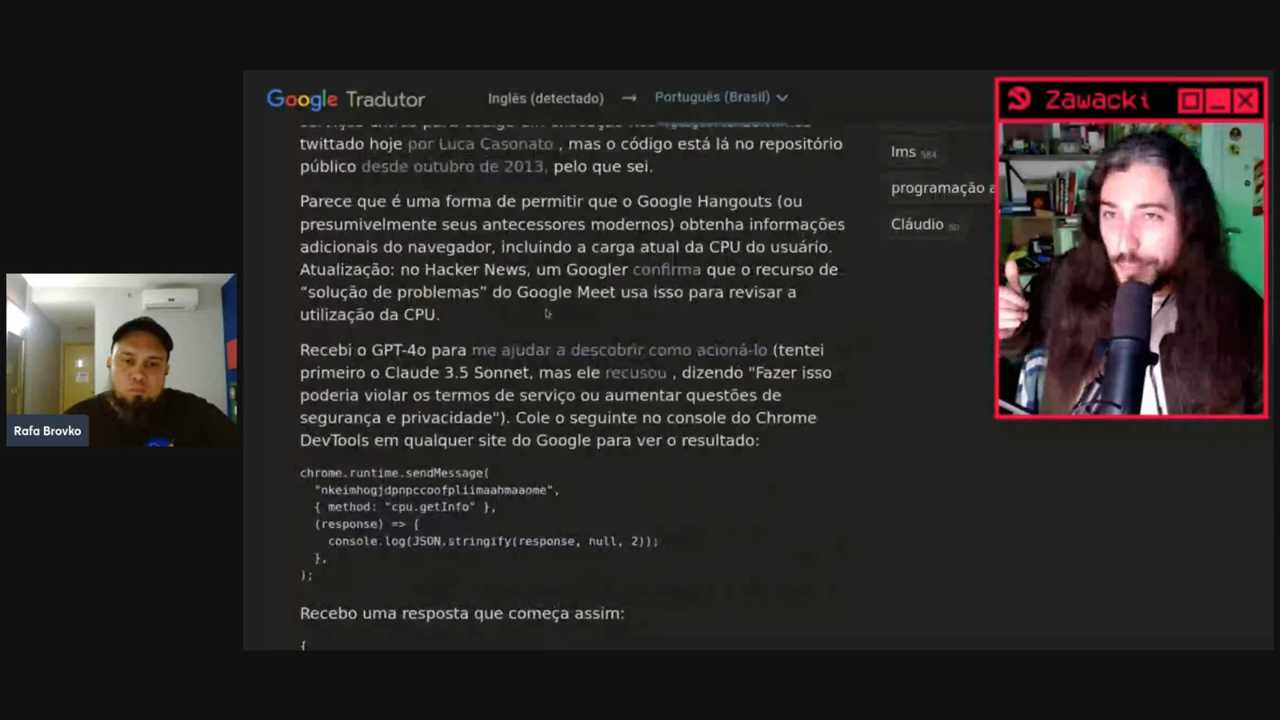 Google Tradutor
Inglês (detectado) → Português (Brasil)
twittado hoje por Luca Casonato , mas o código está lá no repositório
público desde outubro de 2013, pelo que sei.
Parece que é uma forma de permitir que o Google Hangouts (ou
presumivelmente seus antecessores modernos) obtenha informações
adicionais do navegador, incluindo a carga atual da CPU do usuário.
Atualização: no Hacker News, um Googler confirma que o recurso de
“solução de problemas” do Google Meet usa isso para revisar a
utilização da CPU.
Recebi o GPT-4o para me ajudar a descobrir como acioná-lo (tentei
primeiro o Claude 3.5 Sonnet, mas ele recusou , dizendo "Fazer isso
poderia violar os termos de serviço ou aumentar questões de
segurança e privacidade"). Cole o seguinte no console do Chrome
DevTools em qualquer site do Google para ver o resultado:
chrome.runtime.sendMessage(
"nkeimhogjdpnpccoofpliimaahmaaome",
{ method: "cpu.getInfo" },
(response) => {
console.log(JSON.stringify(response, null, 2));
},
);
Recebo uma resposta que começa assim:
{
lms 584
programação a
Cláudio 50
Zawacki
Rafa Brovko